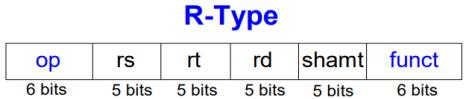 R-Type
op rs rt rd shamt funct
6 bits 5 bits 5 bits 5 bits 5 bits 6 bits